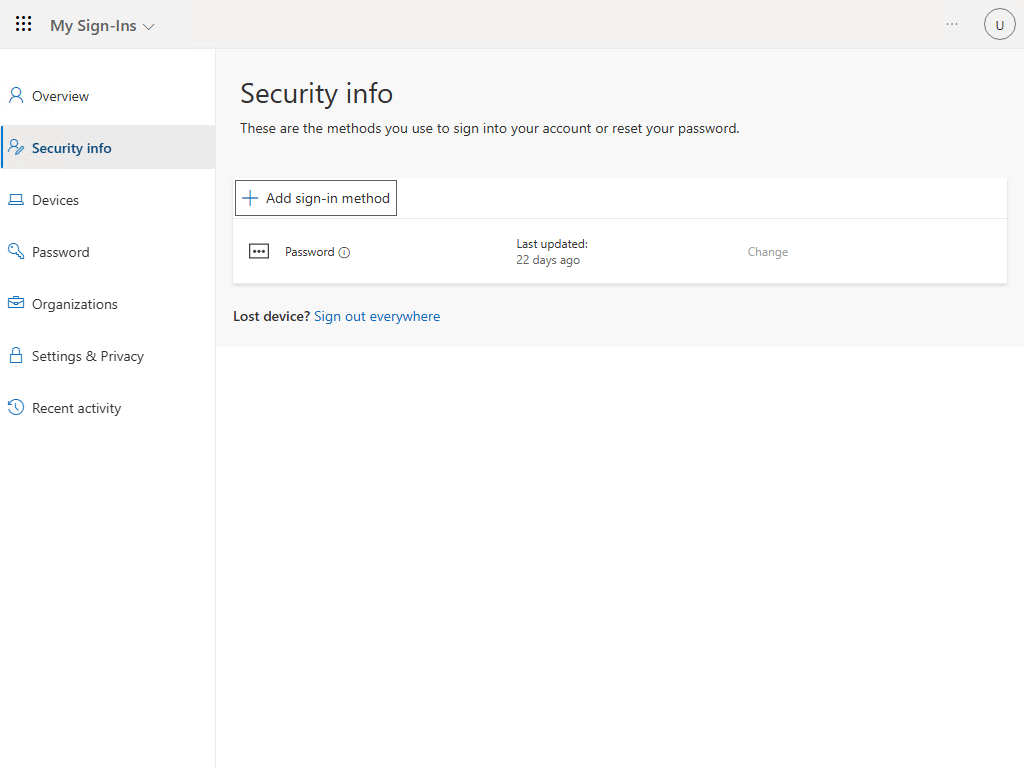 My Sign-Ins
U
Overview
Security info
Devices
Password
Organizations
Settings & Privacy
Recent activity
Security info
These are the methods you use to sign into your account or reset your password.
Add sign-in method
Password
Last updated:
22 days ago
Change
Lost device? Sign out everywhere